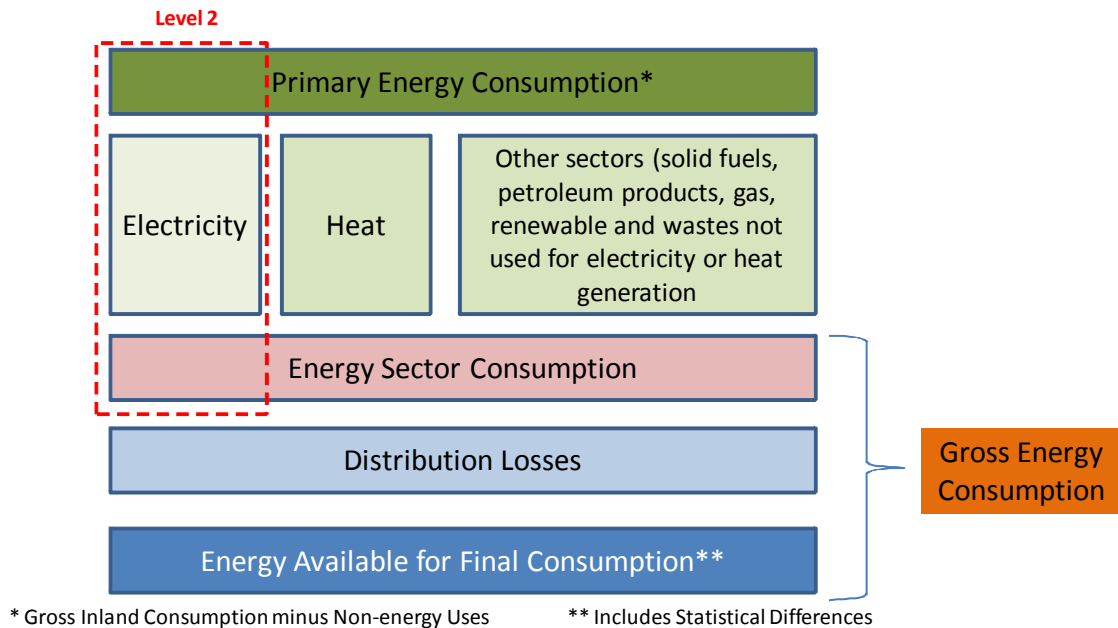 Level 2
Primary Energy Consumption*
Electricity
Heat
Other sectors (solid fuels,
petroleum products, gas,
renewable and wastes not
used for electricity or heat
generation
Energy Sector Consumption
Distribution Losses
Gross Energy
Consumption
Energy Available for Final Consumption**
* Gross Inland Consumption minus Non-energy Uses
** Includes Statistical Differences